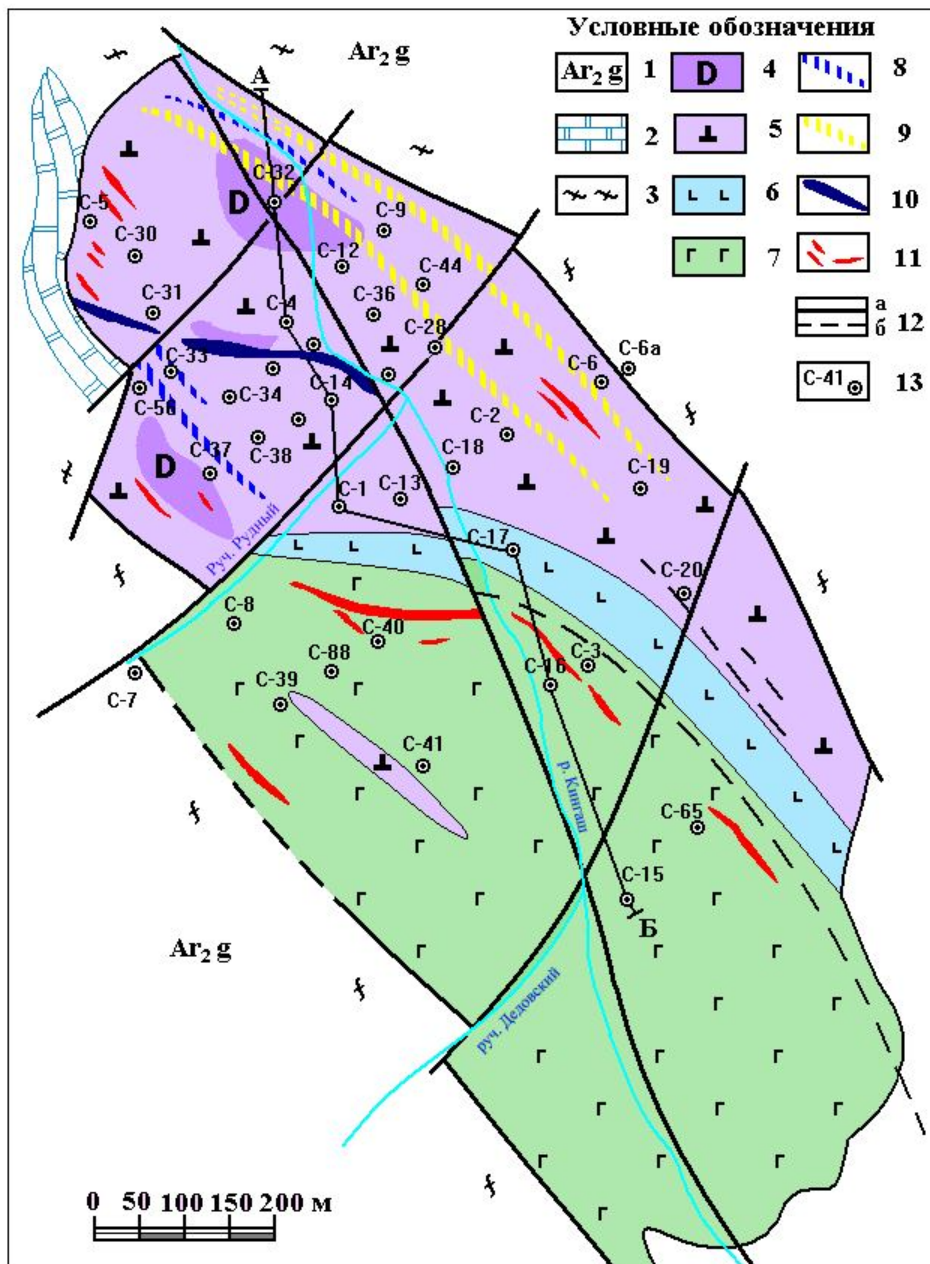 Условные обозначения
Ar₂ g 1
D 4
8
2
5
9
3
6
10
7
11
а
б 12
С-41 13
Ar₂ g
А
С-32
D
С-5
С-30
С-9
С-12
С-44
С-31
С-4
С-36
С-28
С-6а
С-6
С-33
С-14
С-34
С-56
С-2
С-38
С-18
D
С-37
С-19
С-1
С-13
Руч. Рудный
С-17
С-20
С-8
С-40
С-3
С-88
С-16
С-7
С-39
С-41
р. Кингаш
С-65
С-15
Б
Ar₂ g
руч. Дедовский
0 50 100 150 200 м